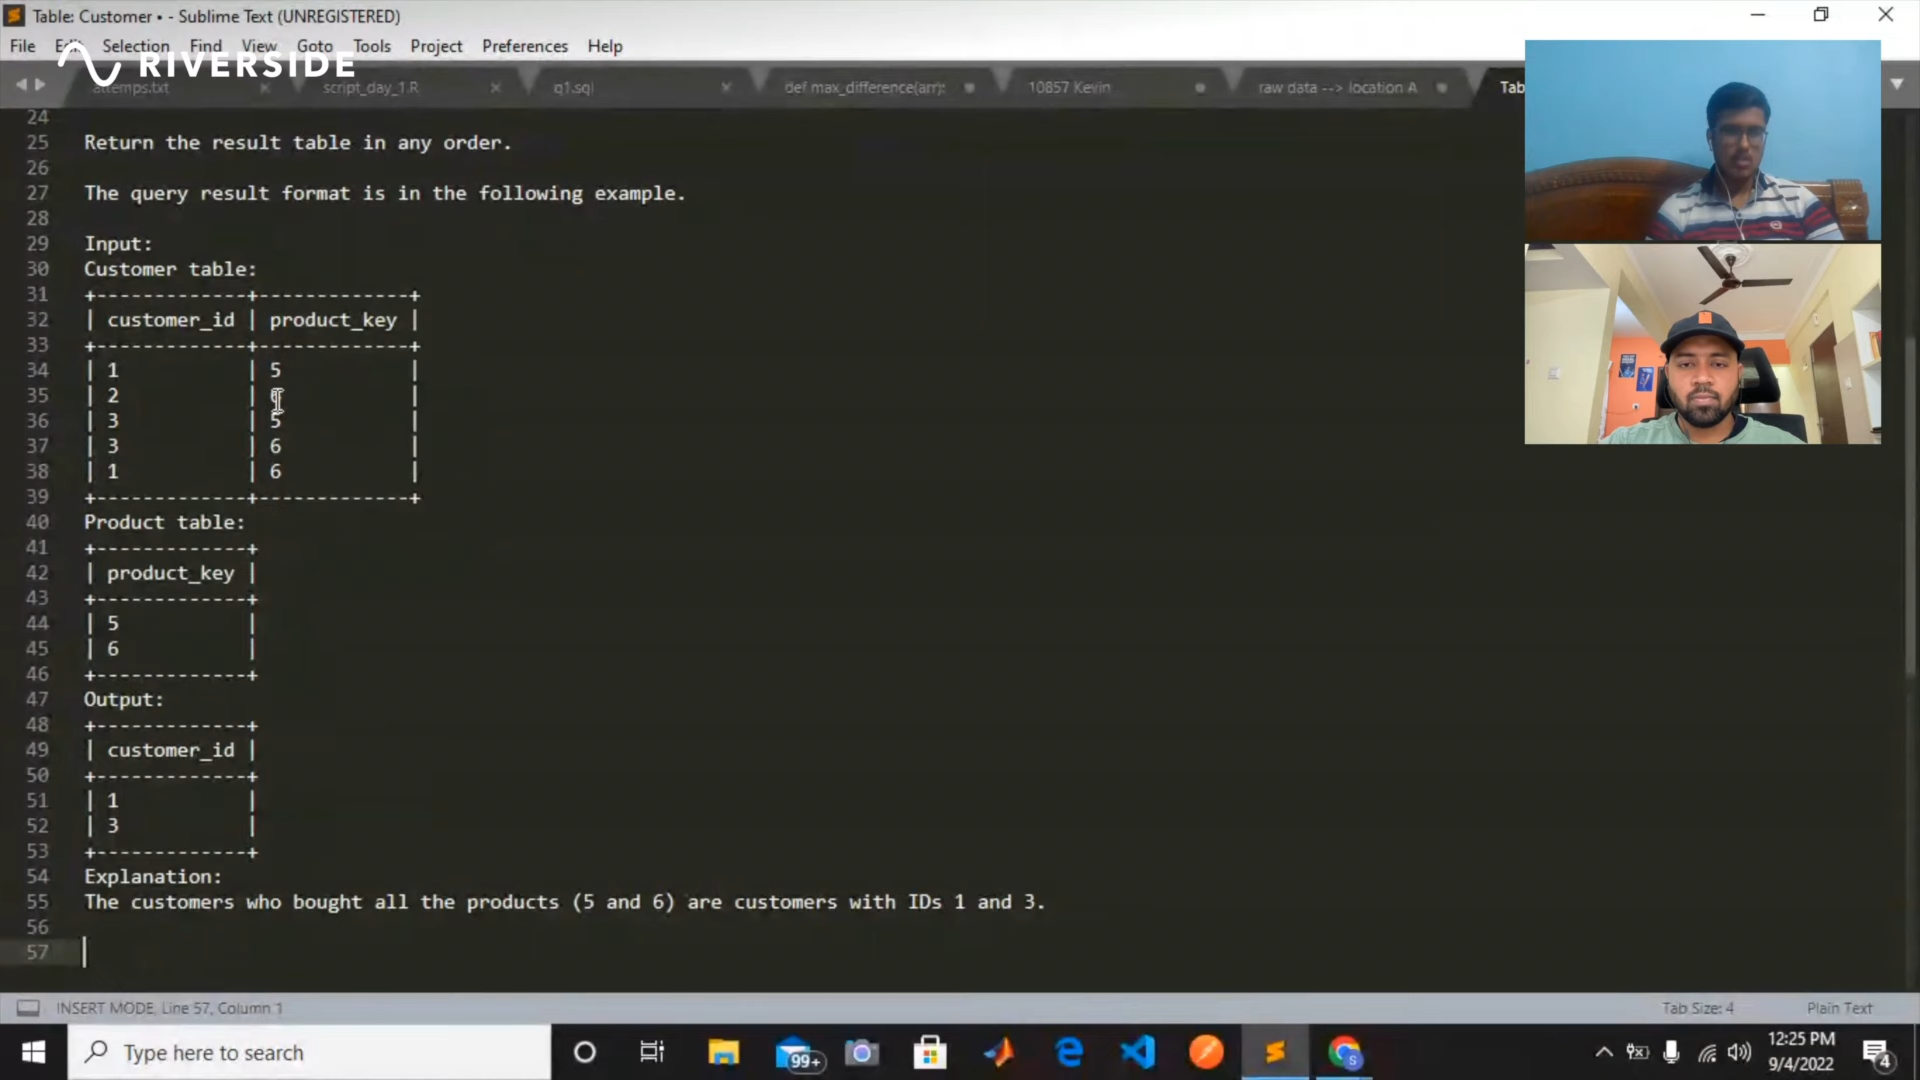 Table: Customer • - Sublime Text (UNREGISTERED)
File Edit Selection Find View Goto Tools Project Preferences Help
RIVERSIDE
attemps.txt script_day_1.R q1.sql def max_difference(arr): 10857 Kevin raw data --> location A Tab
24
25 Return the result table in any order.
26
27 The query result format is in the following example.
28
29 Input:
30 Customer table:
31 +-------------+-------------+
32 | customer_id | product_key |
33 +-------------+-------------+
34 | 1 | 5 |
35 | 2 | |
36 | 3 | 5 |
37 | 3 | 6 |
38 | 1 | 6 |
39 +-------------+-------------+
40 Product table:
41 +-------------+
42 | product_key |
43 +-------------+
44 | 5 |
45 | 6 |
46 +-------------+
47 Output:
48 +-------------+
49 | customer_id |
50 +-------------+
51 | 1 |
52 | 3 |
53 +-------------+
54 Explanation:
55 The customers who bought all the products (5 and 6) are customers with IDs 1 and 3.
56
57
INSERT MODE, Line 57, Column 1 Tab Size: 4 Plain Text
Type here to search 99+ 12:25 PM
9/4/2022 4